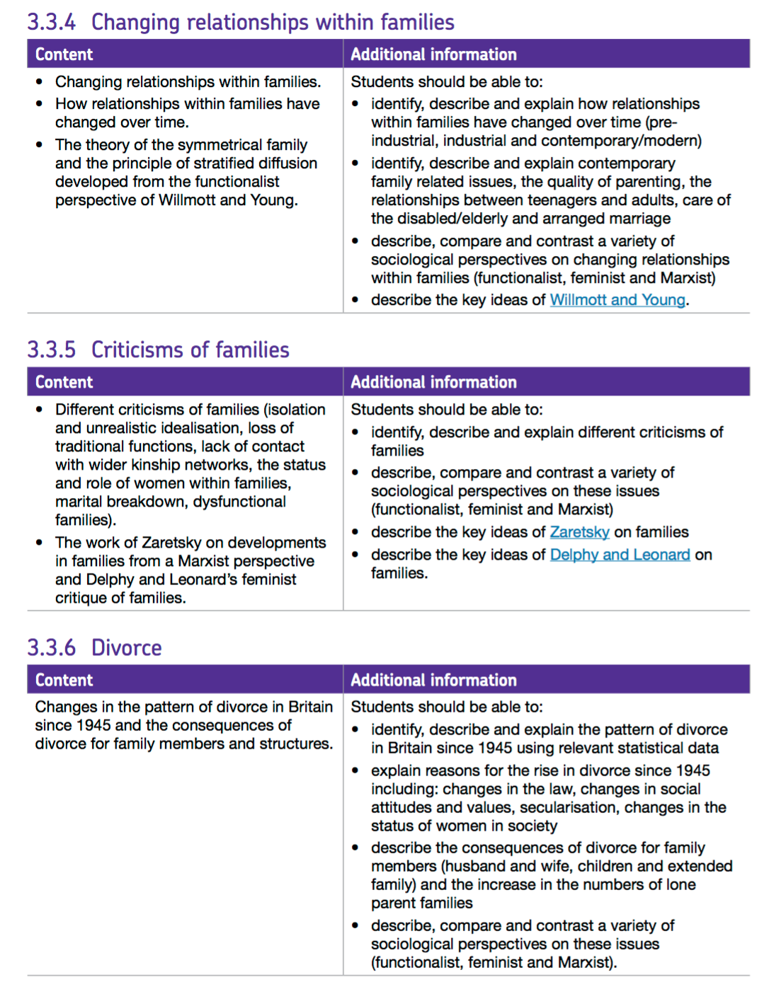 3.3.4 Changing relationships within families
Content
Additional information
• Changing relationships within families.
• How relationships within families have
changed over time.
• The theory of the symmetrical family
and the principle of stratified diffusion
developed from the functionalist
perspective of Willmott and Young.
Students should be able to:
• identify, describe and explain how relationships
within families have changed over time (pre-
industrial, industrial and contemporary/modern)
• identify, describe and explain contemporary
family related issues, the quality of parenting, the
relationships between teenagers and adults, care of
the disabled/elderly and arranged marriage
• describe, compare and contrast a variety of
sociological perspectives on changing relationships
within families (functionalist, feminist and Marxist)
• describe the key ideas of Willmott and Young.
3.3.5 Criticisms of families
Content
Additional information
• Different criticisms of families (isolation
and unrealistic idealisation, loss of
traditional functions, lack of contact
with wider kinship networks, the status
and role of women within families,
marital breakdown, dysfunctional
families).
• The work of Zaretsky on developments
in families from a Marxist perspective
and Delphy and Leonard’s feminist
critique of families.
Students should be able to:
• identify, describe and explain different criticisms of
families
• describe, compare and contrast a variety of
sociological perspectives on these issues
(functionalist, feminist and Marxist)
• describe the key ideas of Zaretsky on families
• describe the key ideas of Delphy and Leonard on
families.
3.3.6 Divorce
Content
Additional information
Changes in the pattern of divorce in Britain
since 1945 and the consequences of
divorce for family members and structures.
Students should be able to:
• identify, describe and explain the pattern of divorce
in Britain since 1945 using relevant statistical data
• explain reasons for the rise in divorce since 1945
including: changes in the law, changes in social
attitudes and values, secularisation, changes in the
status of women in society
• describe the consequences of divorce for family
members (husband and wife, children and extended
family) and the increase in the numbers of lone
parent families
• describe, compare and contrast a variety of
sociological perspectives on these issues
(functionalist, feminist and Marxist).